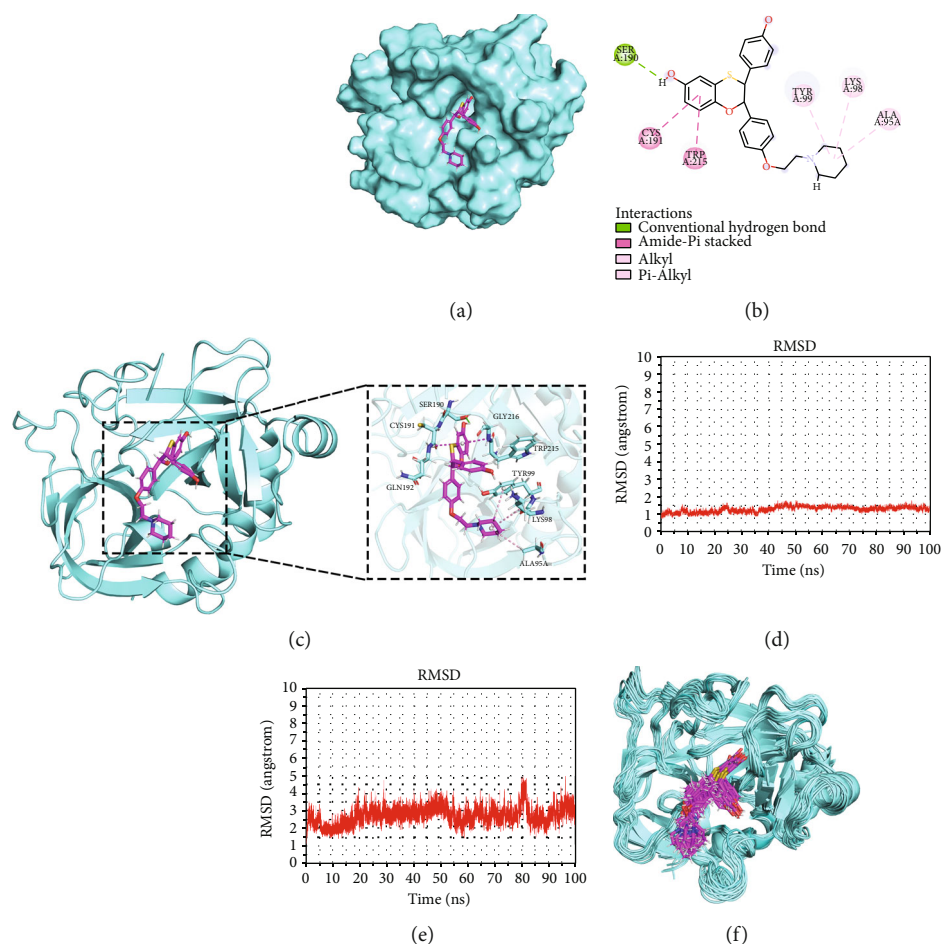 SER
A:190
H
O
S
O
O
CYS
A:191
TRP
A:215
O
N
H
TYR
A:99
LYS
A:98
ALA
A:95A
Interactions
Conventional hydrogen bond
Amide-Pi stacked
Alkyl
Pi-Alkyl
(a)
(b)
SER190
CYS191
GLY216
TRP215
GLN192
TYR99
LYS98
ALA95A
(c)
RMSD
RMSD (angstrom)
10
9
8
7
6
5
4
3
2
1
0
0 10 20 30 40 50 60 70 80 90 100
Time (ns)
(d)
RMSD
RMSD (angstrom)
10
9
8
7
6
5
4
3
2
1
0
0 10 20 30 40 50 60 70 80 90 100
Time (ns)
(e)
(f)